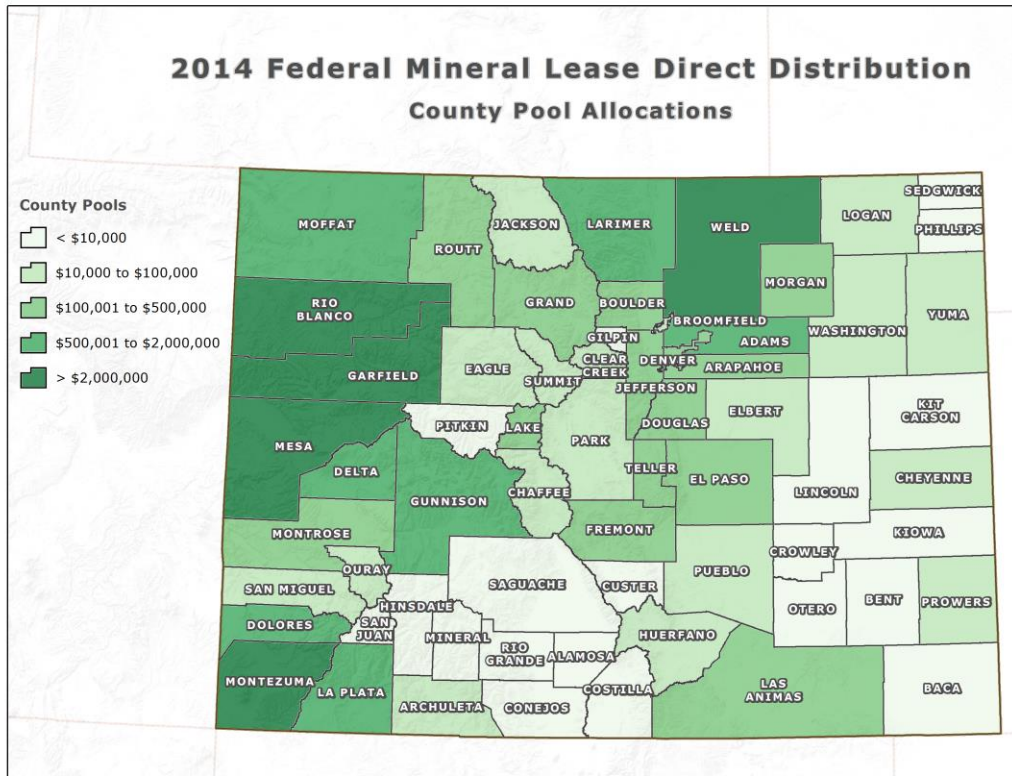 2014 Federal Mineral Lease Direct Distribution
County Pool Allocations
County Pools
< $10,000
$10,000 to $100,000
$100,001 to $500,000
$500,001 to $2,000,000
> $2,000,000
MOFFAT
ROUTT
JACKSON
LARIMER
WELD
LOGAN
SEDGWICK
PHILLIPS
RIO
BLANCO
GRAND
BOULDER
MORGAN
WASHINGTON
YUMA
GILPIN
BROOMFIELD
ADAMS
GARFIELD
EAGLE
SUMMIT
CLEAR
CREEK
DENVER
ARAPAHOE
JEFFERSON
MESA
PITKIN
LAKE
PARK
DOUGLAS
ELBERT
KIT
CARSON
DELTA
GUNNISON
CHAFFEE
TELLER
EL PASO
LINCOLN
CHEYENNE
MONTROSE
FREMONT
KIOWA
OURAY
SAN MIGUEL
SAGUACHE
CUSTER
PUEBLO
CROWLEY
DOLORES
SAN
JUAN
HINSDALE
MINERAL
RIO
GRANDE
ALAMOSA
HUERFANO
OTERO
BENT
PROWERS
MONTEZUMA
LA PLATA
ARCHULETA
CONEJOS
COSTILLA
LAS
ANIMAS
BACA